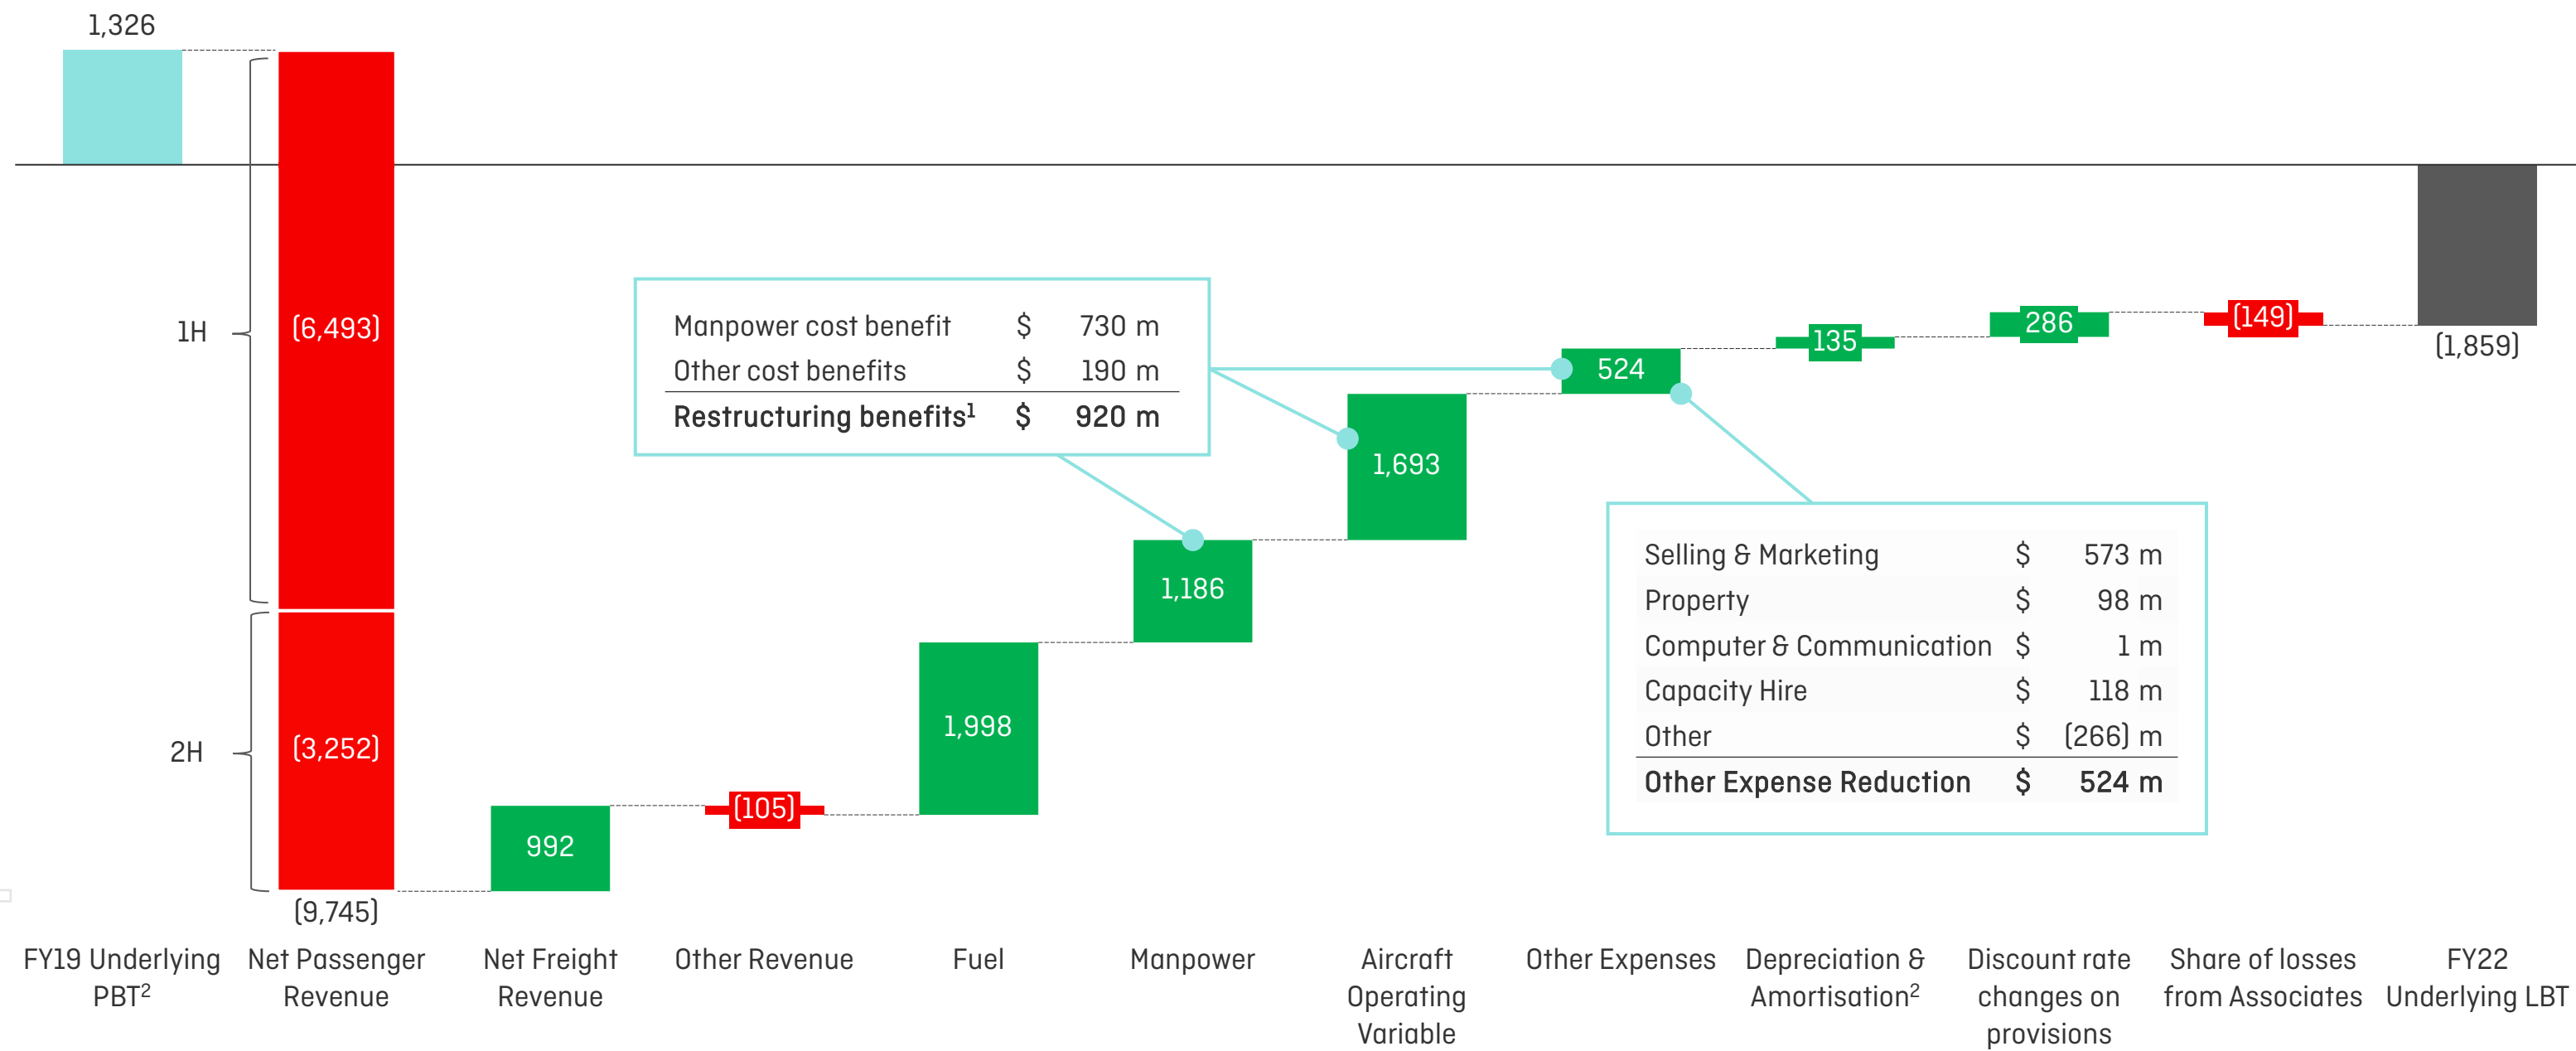 1,326
1H
(6,493)
2H
(3,252)
(9,745)
992
(105)
1,998
1,186
1,693
524
135
286
(149)
(1,859)
Manpower cost benefit $ 730 m
Other cost benefits $ 190 m
Restructuring benefits¹ $ 920 m
Selling & Marketing $ 573 m
Property $ 98 m
Computer & Communication $ 1 m
Capacity Hire $ 118 m
Other $ (266) m
Other Expense Reduction $ 524 m
FY19 Underlying
PBT²
Net Passenger
Revenue
Net Freight
Revenue
Other Revenue
Fuel
Manpower
Aircraft
Operating
Variable
Other Expenses
Depreciation &
Amortisation²
Discount rate
changes on
provisions
Share of losses
from Associates
FY22
Underlying LBT